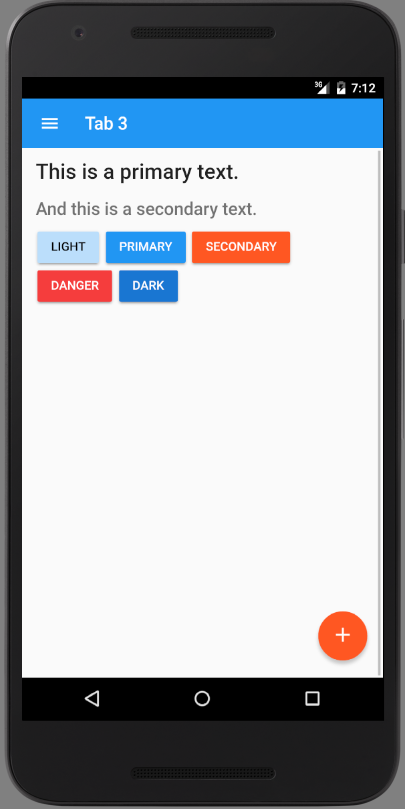 3G 7:12
Tab 3
This is a primary text.
And this is a secondary text.
LIGHT PRIMARY SECONDARY
DANGER DARK
+